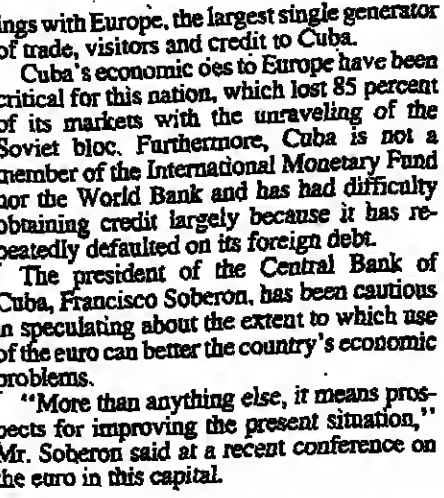 ings with Europe, the largest single generator
of trade, visitors and credit to Cuba.
Cuba's economic oes to Europe have been
critical for this nation, which lost 85 percent
of its markets with the unraveling of the
Soviet bloc. Furthermore, Cuba is not a
member of the International Monetary Fund
nor the World Bank and has had difficulty
obtaining credit largely because it has re-
peatedly defaulted on its foreign debt.
The president of the Central Bank of
Cuba, Francisco Soberon, has been cautious
in speculating about the extent to which use
of the euro can better the country's economic
problems.
"More than anything else, it means pros-
pects for improving the present situation,"
Mr. Soberon said at a recent conference on
the euro in this capital.